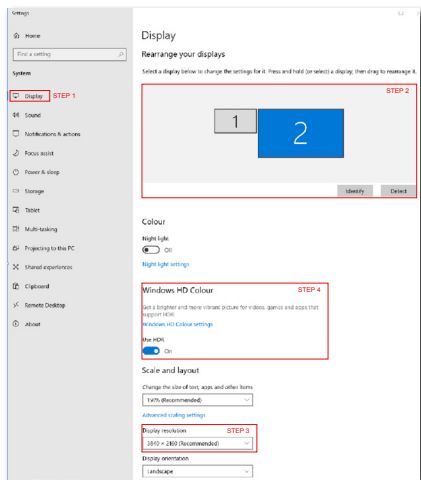 Settings
Home
Find a setting
System
Display STEP 1
Sound
Notifications & actions
Focus assist
Power & sleep
Storage
Tablet
Multi-tasking
Projecting to this PC
Shared experiences
Clipboard
Remote Desktop
About
Display
Rearrange your displays
Select a display below to change the settings for it. Press and hold (or select) a display, then drag to rearrange it.
STEP 2
1 2
Identify Detect
Colour
Night light
Off
Night light settings
Windows HD Colour STEP 4
Get a brighter and more vibrant picture for videos, games and apps that
support HDR.
Windows HD Colour settings
Use HDR
On
Scale and layout
Change the size of text, apps and other items
(Recommended)
Advanced scaling settings
Display resolution STEP 3
3840 × 2160 (Recommended)
Display orientation
Landscape